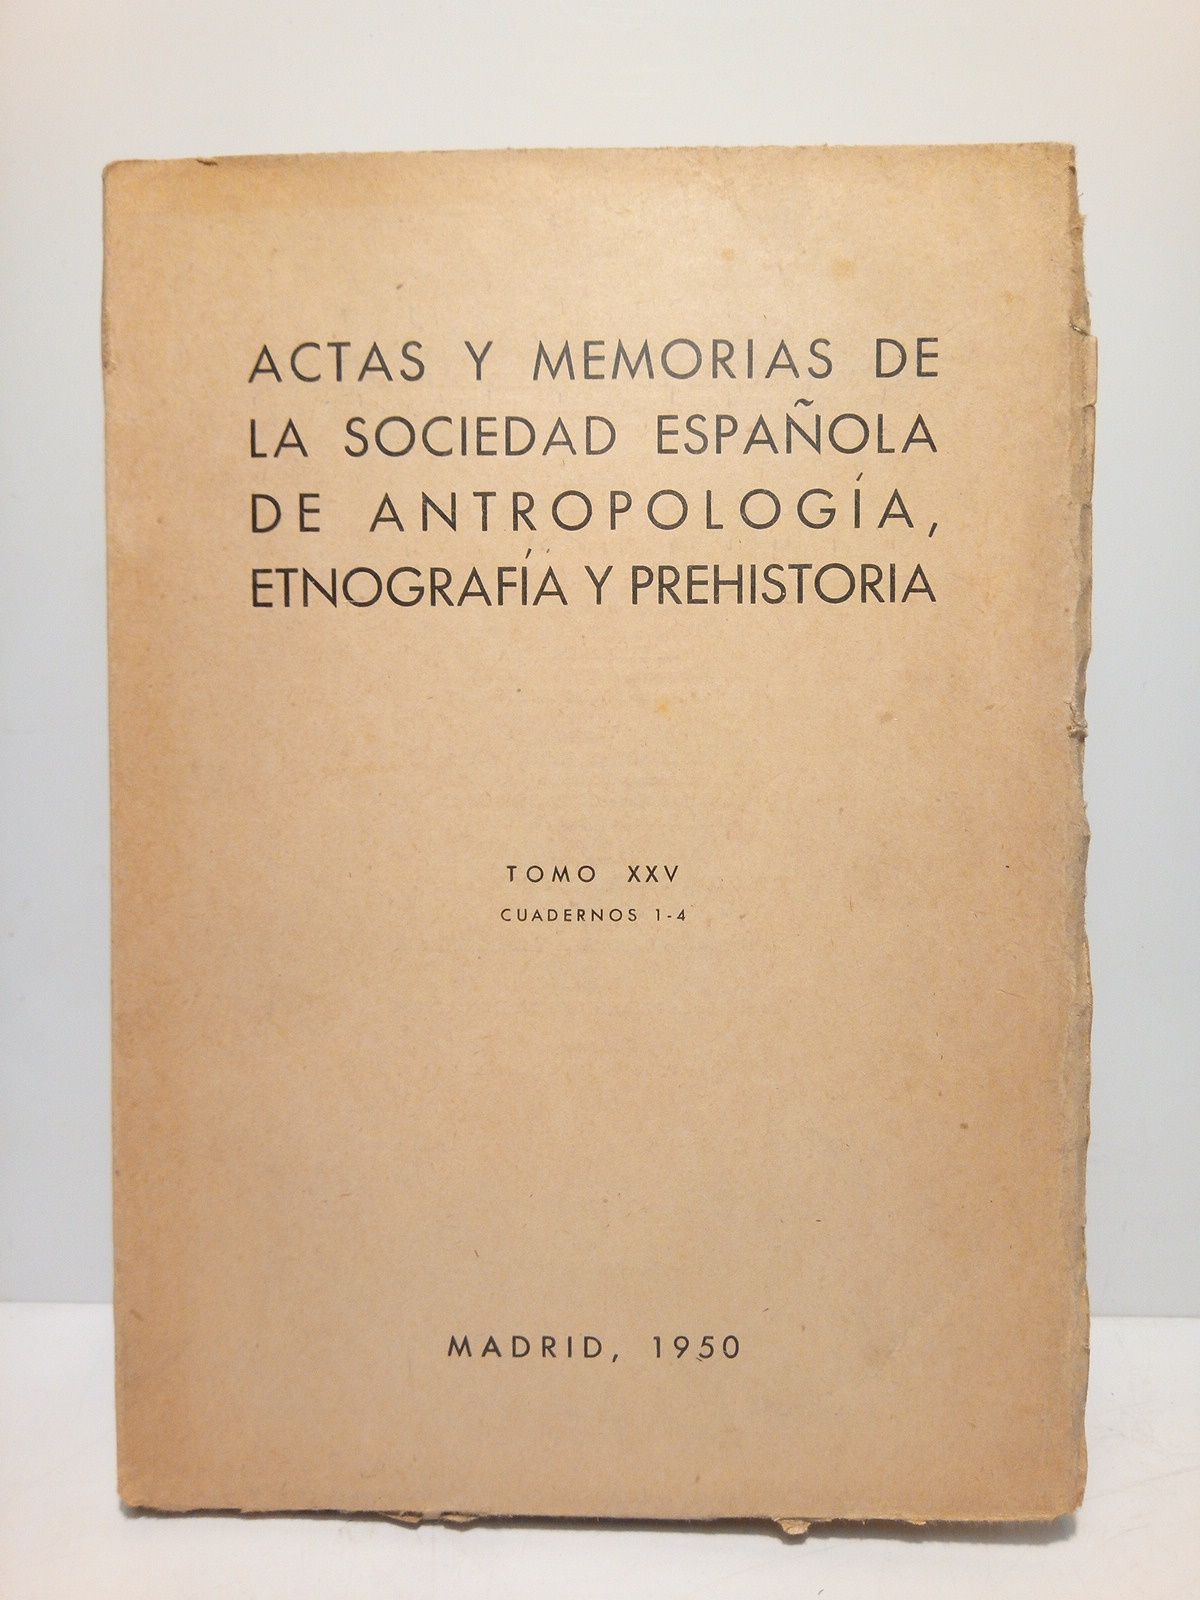 ACTAS Y MEMORIAS DE
LA SOCIEDAD ESPAÑOLA
DE ANTROPOLOGÍA,
ETNOGRAFÍA Y PREHISTORIA
TOMO XXV
CUADERNOS 1-4
MADRID, 1950